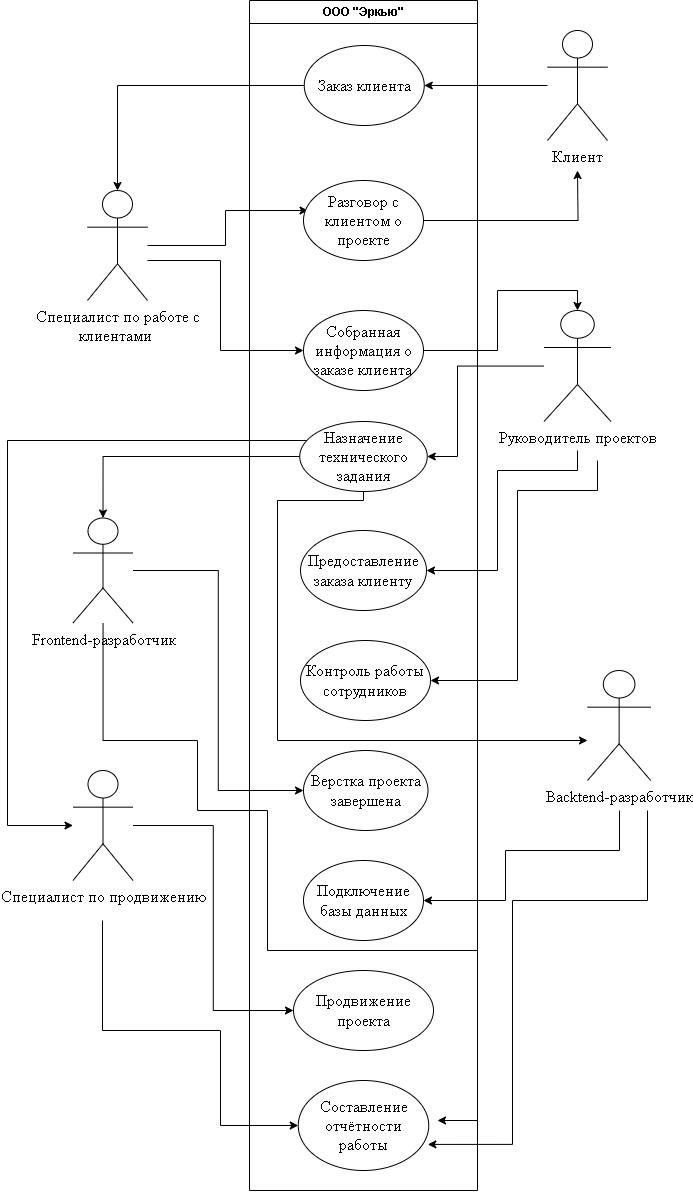 ООО "Эркью"
Заказ клиента
Клиент
Разговор с
клиентом о
проекте
Специалист по работе с
клиентами
Собранная
информация о
заказе клиента
Руководитель проектов
Назначение
технического
задания
Предоставление
заказа клиенту
Frontend-разработчик
Контроль работы
сотрудников
Верстка проекта
завершена
Backtend-разработчик
Специалист по продвижению
Подключение
базы данных
Продвижение
проекта
Составление
отчётности
работы